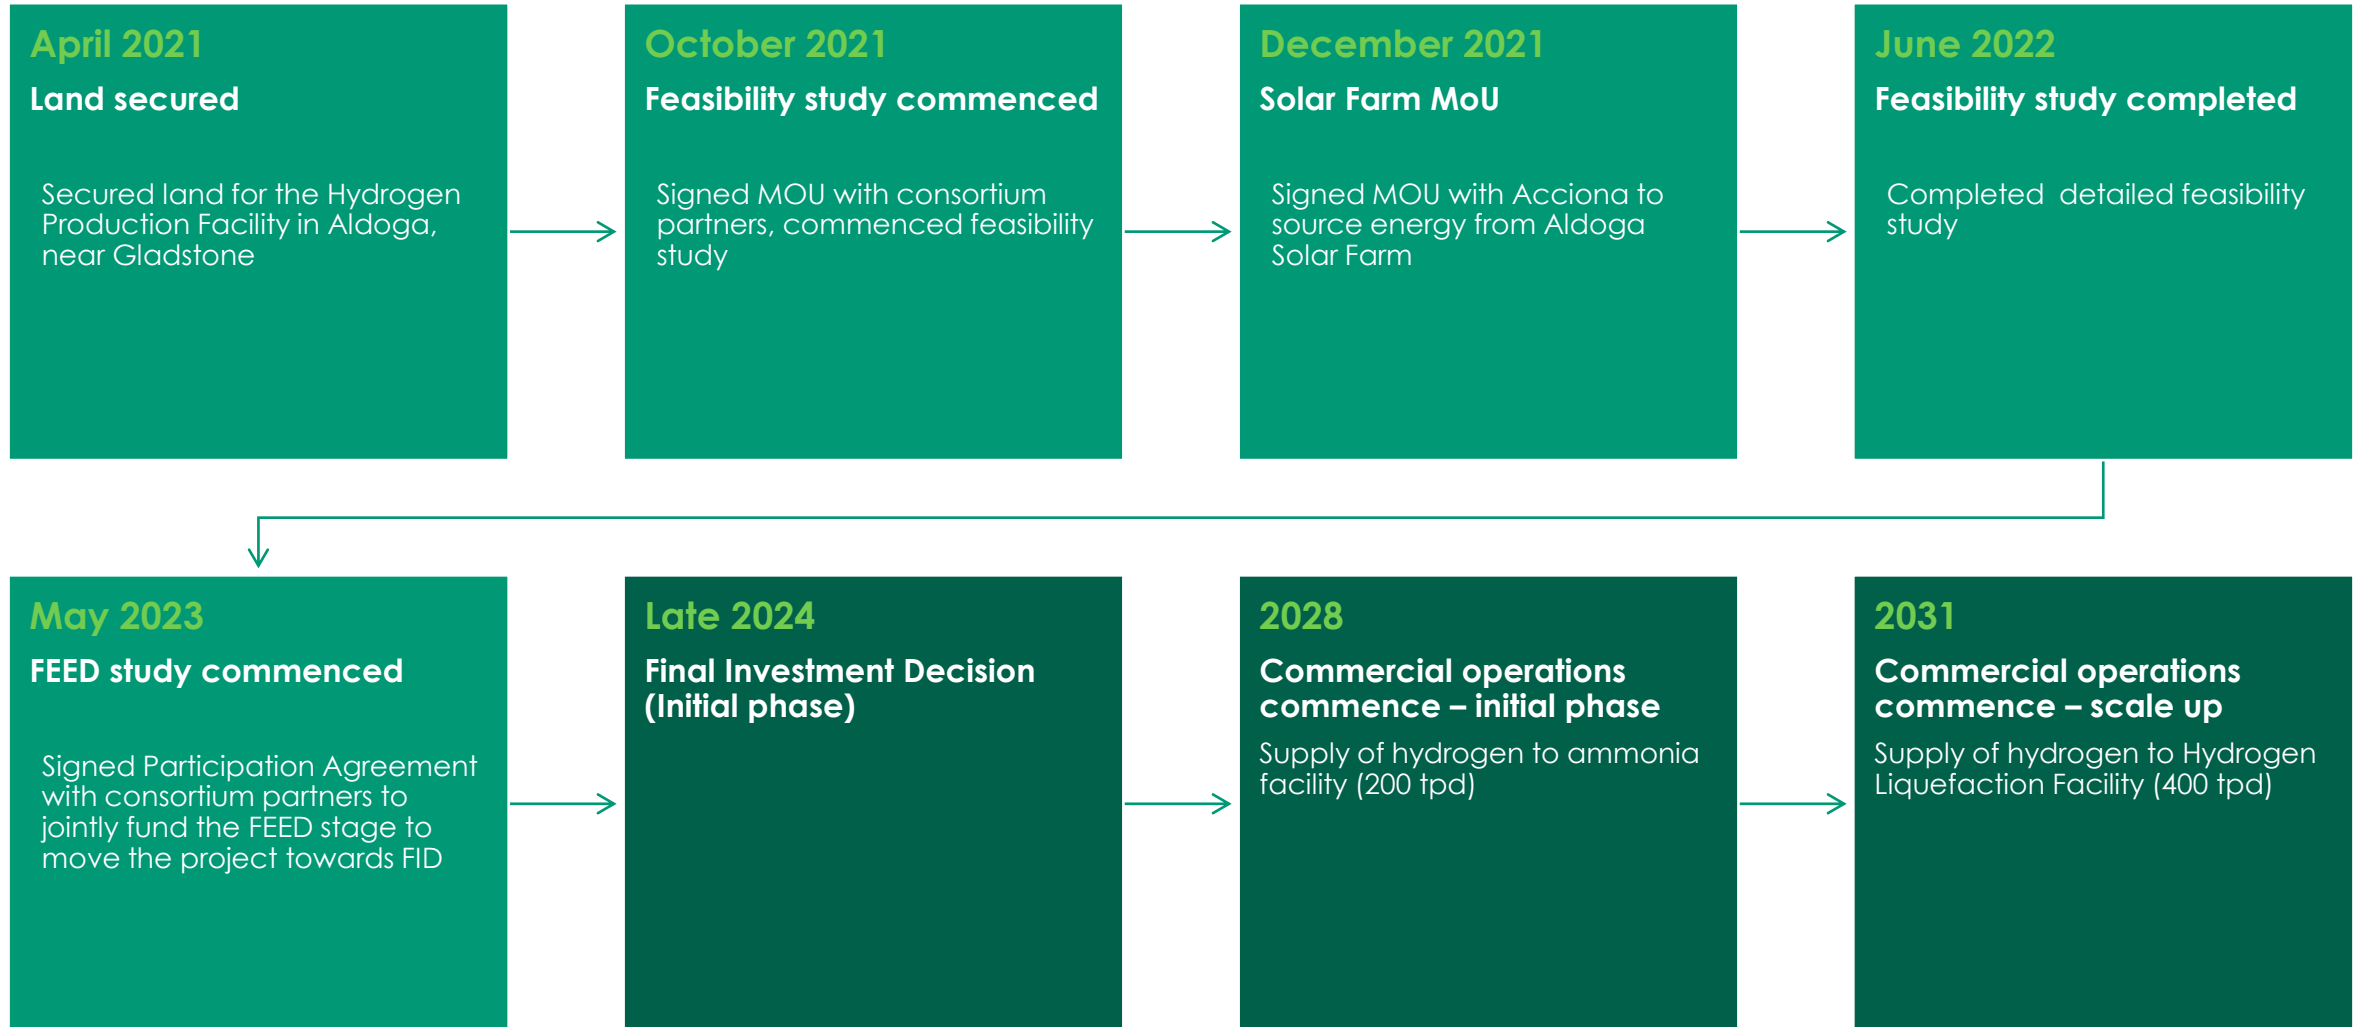 April 2021
Land secured
Secured land for the Hydrogen
Production Facility in Aldoga,
near Gladstone
October 2021
Feasibility study commenced
Signed MOU with consortium
partners, commenced feasibility
study
December 2021
Solar Farm MoU
Signed MOU with Acciona to
source energy from Aldoga
Solar Farm
June 2022
Feasibility study completed
Completed  detailed feasibility
study
May 2023
FEED study commenced
Signed Participation Agreement
with consortium partners to
jointly fund the FEED stage to
move the project towards FID
Late 2024
Final Investment Decision
(Initial phase)
2028
Commercial operations
commence – initial phase
Supply of hydrogen to ammonia
facility (200 tpd)
2031
Commercial operations
commence – scale up
Supply of hydrogen to Hydrogen
Liquefaction Facility (400 tpd)